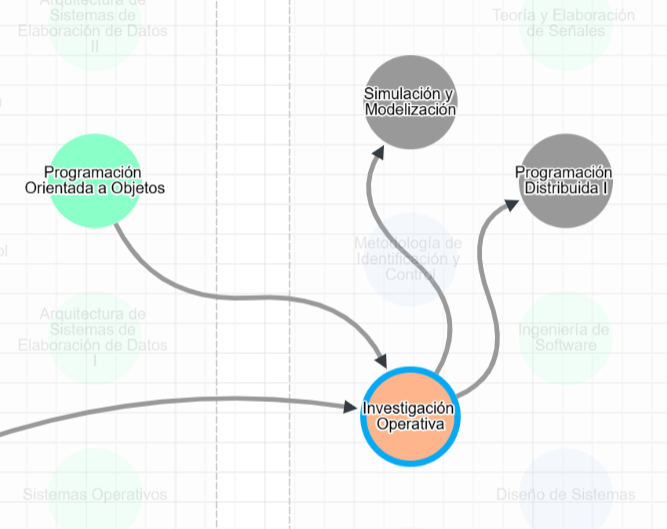 Arquitectura de
Sistemas de
Elaboración de Datos
II
Teoría y Elaboración
de Señales
Simulación y
Modelización
Programación
Orientada a Objetos
Programación
Distribuida I
Metodología de
Identificación y
Control
ol
Arquitectura de
Sistemas de
Elaboración de Datos
I
Ingeniería de
Software
Investigación
Operativa
Sistemas Operativos
Diseño de Sistemas